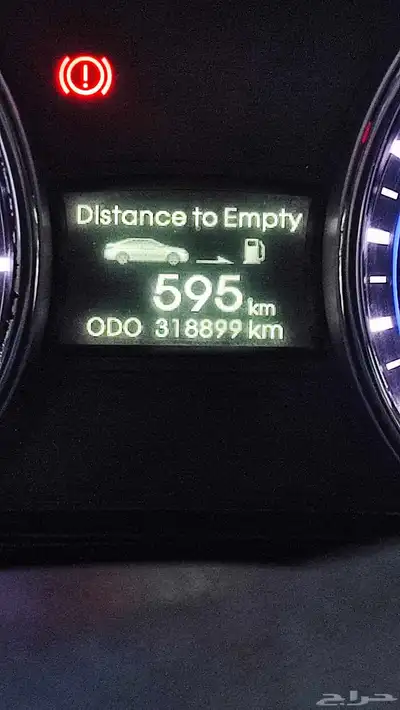 Distance to Empty
595 km
ODO 318899 km
حراج